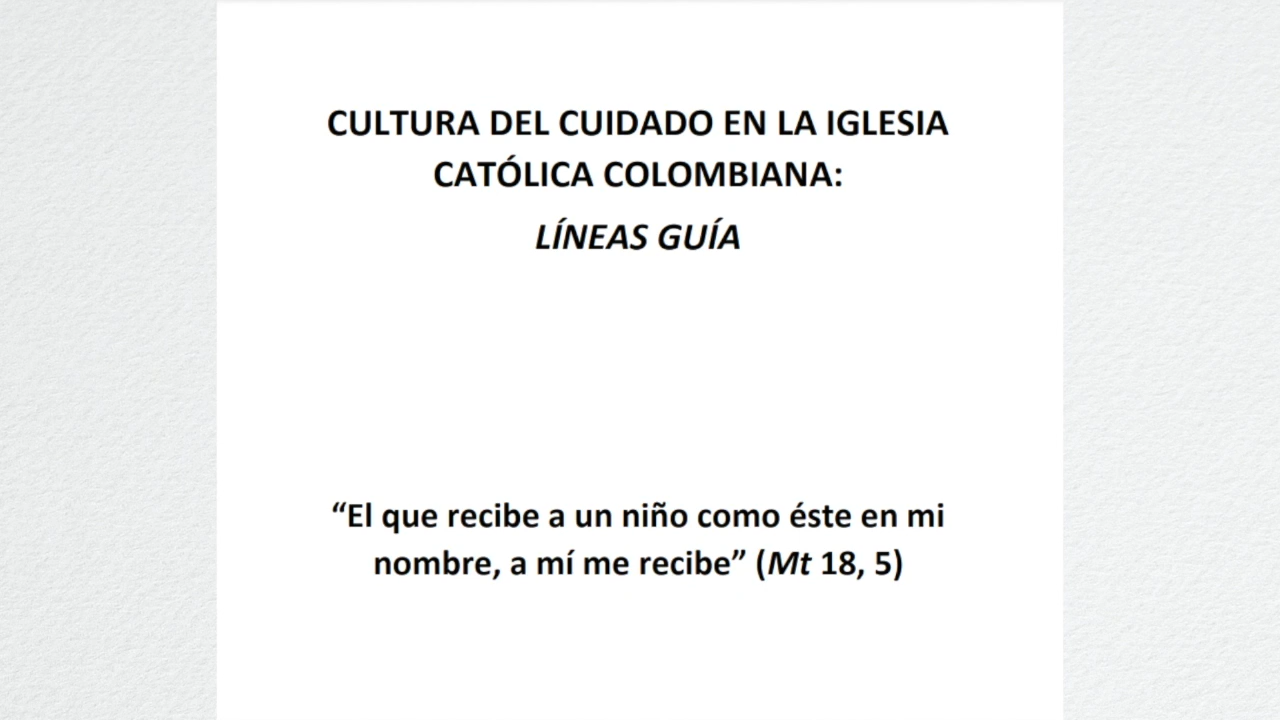 CULTURA DEL CUIDADO EN LA IGLESIA
CATÓLICA COLOMBIANA:
LÍNEAS GUÍA
“El que recibe a un niño como éste en mi
nombre, a mí me recibe” (Mt 18, 5)